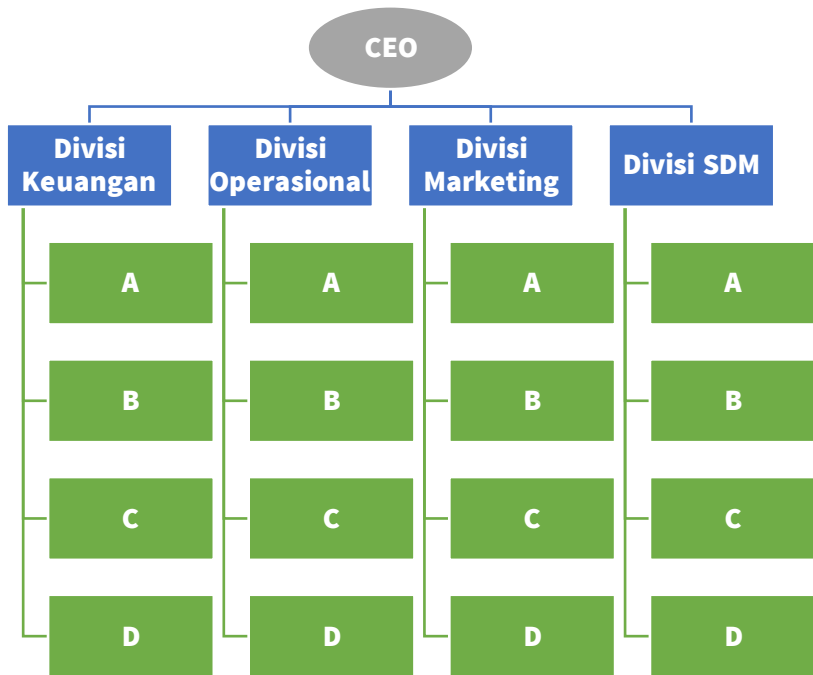 CEO
Divisi
Keuangan
Divisi
Operasional
Divisi
Marketing
Divisi SDM
A
A
A
A
B
B
B
B
C
C
C
C
D
D
D
D